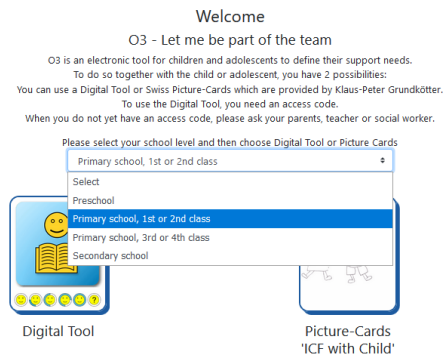 Welcome
O3 - Let me be part of the team
O3 is an electronic tool for children and adolescents to define their support needs.
To do so together with the child or adolescent, you have 2 possibilities:
You can use a Digital Tool or Swiss Picture-Cards which are provided by Klaus-Peter Grundkötter.
To use the Digital Tool, you need an access code.
When you do not yet have an access code, please ask your parents, teacher or social worker.
Please select your school level and then choose Digital Tool or Picture Cards
Primary school, 1st or 2nd class
Select
Preschool
Primary school, 1st or 2nd class
Primary school, 3rd or 4th class
Secondary school
?
Digital Tool
Picture-Cards
'ICF with Child'